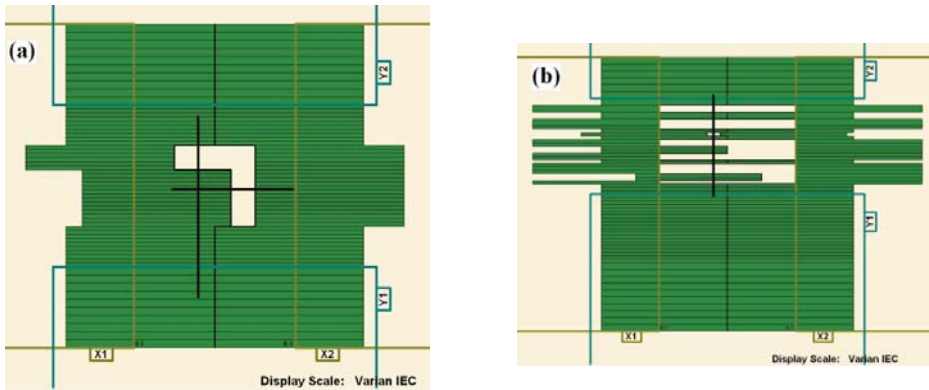 (a)
Y2
Y1
X1
X2
Display Scale: Varian IEC
(b)
Y2
Y1
X1
X2
Display Scale: Varian IEC